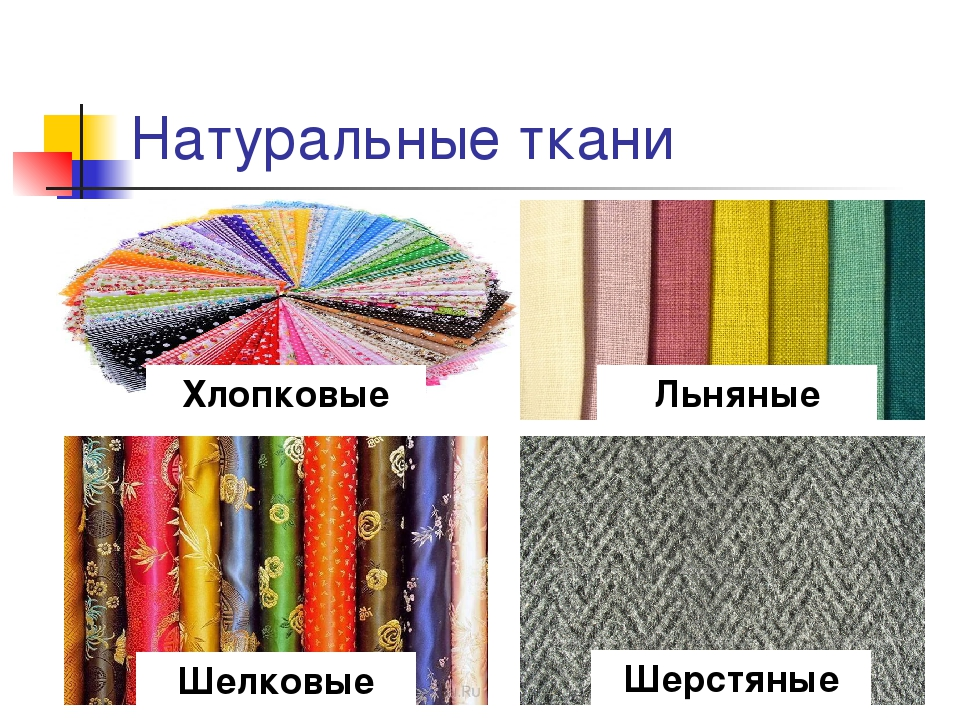 Натуральные ткани
Хлопковые
Льняные
Шелковые
Шерстяные